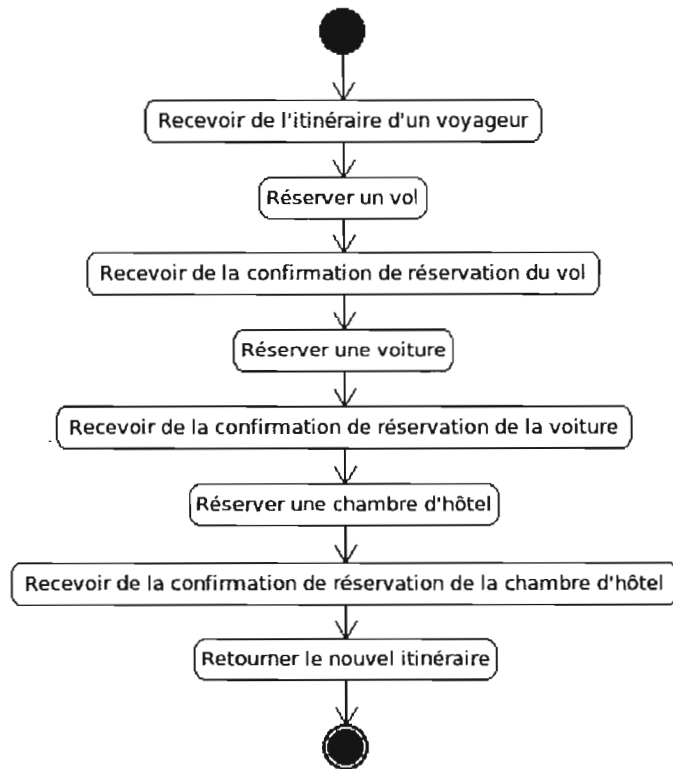 Recevoir de l'itinéraire d'un voyageur
Réserver un vol
Recevoir de la confirmation de réservation du vol
Réserver une voiture
Recevoir de la confirmation de réservation de la voiture
Réserver une chambre d'hôtel
Recevoir de la confirmation de réservation de la chambre d'hôtel
Retourner le nouvel itinéraire